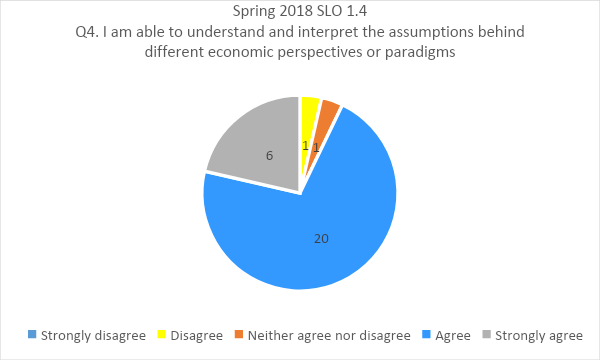 Spring 2018 SLO 1.4
Q4. I am able to understand and interpret the assumptions behind
different economic perspectives or paradigms
1
1
6
20
Strongly disagree Disagree Neither agree nor disagree Agree Strongly agree